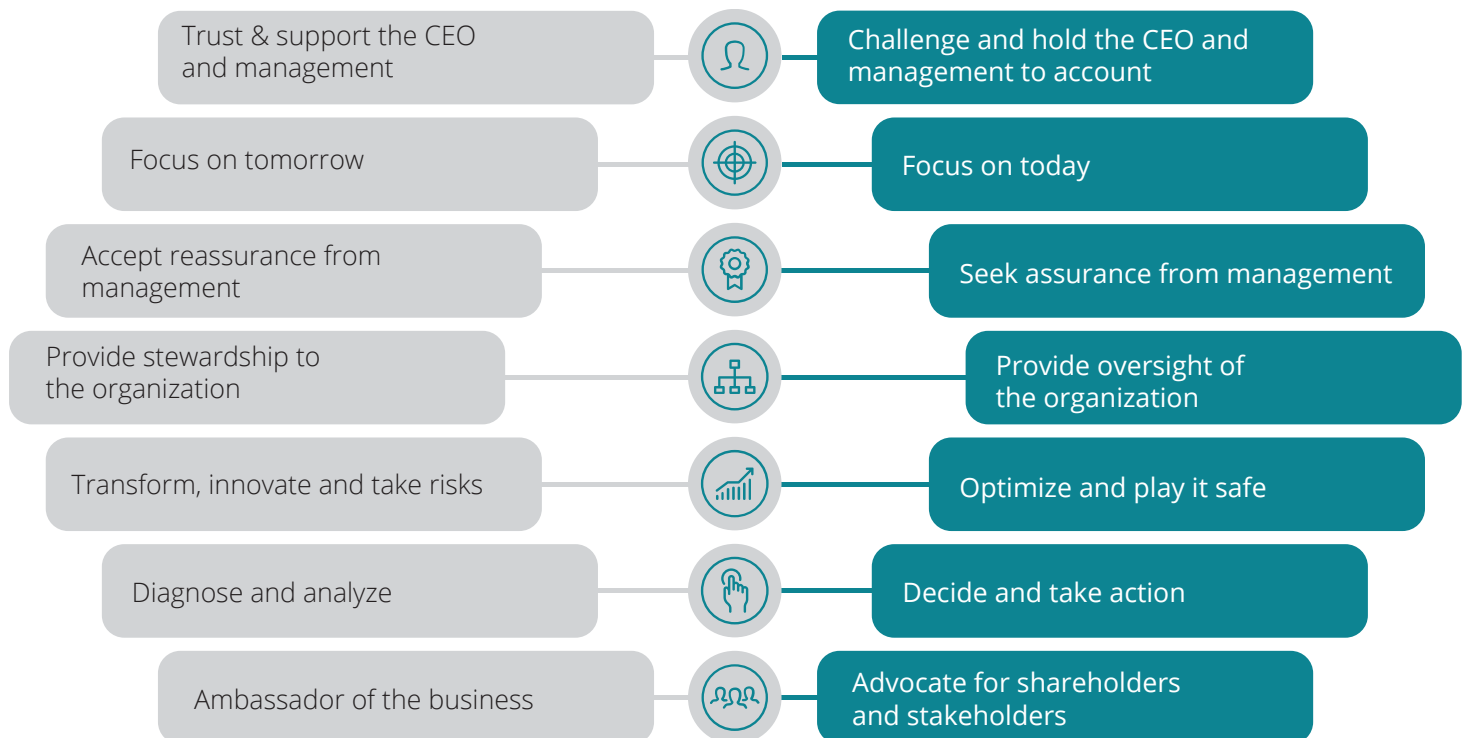 Trust & support the CEO
and management
Challenge and hold the CEO and
management to account
Focus on tomorrow
Focus on today
Accept reassurance from
management
Seek assurance from management
Provide stewardship to
the organization
Provide oversight of
the organization
Transform, innovate and take risks
Optimize and play it safe
Diagnose and analyze
Decide and take action
Ambassador of the business
Advocate for shareholders
and stakeholders